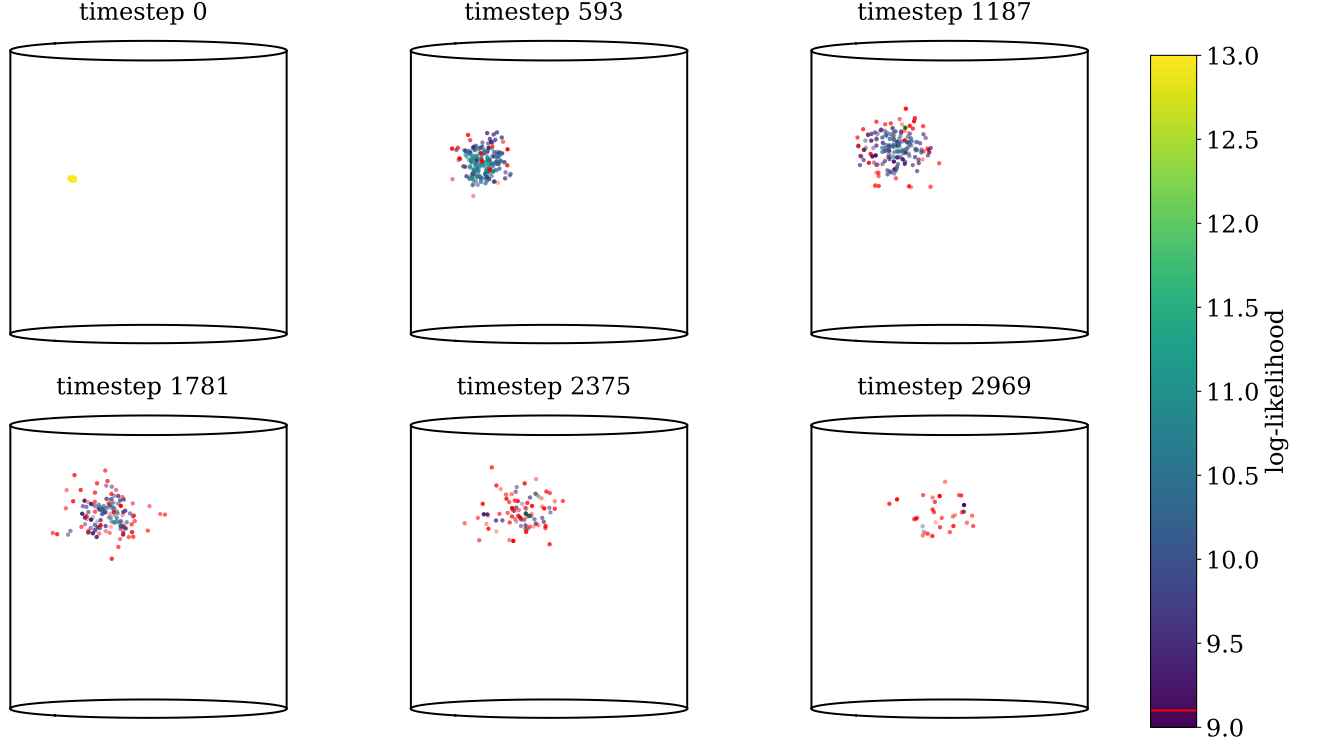 timestep 0
timestep 593
timestep 1187
timestep 1781
timestep 2375
timestep 2969
13.0
12.5
12.0
11.5
11.0
10.5
10.0
9.5
9.0
log-likelihood